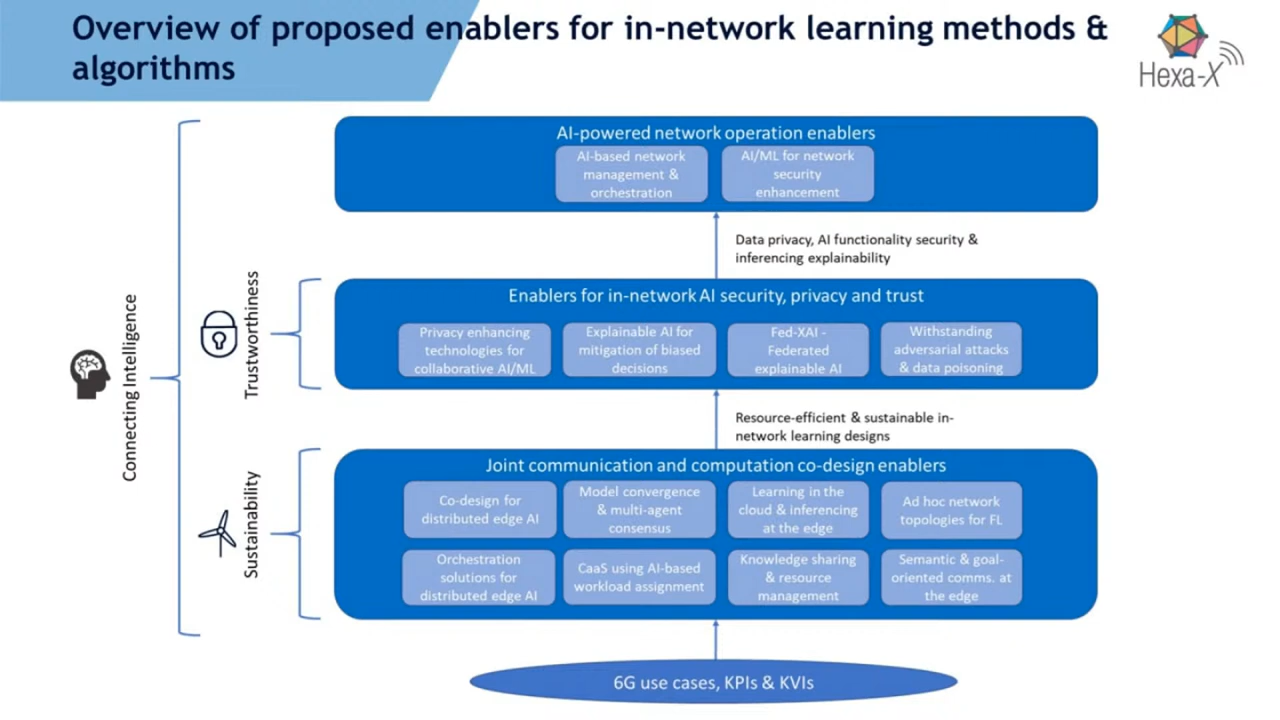 Overview of proposed enablers for in-network learning methods &
algorithms
Hexa-X
AI-powered network operation enablers
AI-based network
management &
orchestration
AI/ML for network
security
enhancement
Data privacy, AI functionality security &
inferencing explainability
Connecting Intelligence
Trustworthiness
Enablers for in-network AI security, privacy and trust
Privacy enhancing
technologies for
collaborative AI/ML
Explainable AI for
mitigation of biased
decisions
Fed-XAI -
Federated
explainable AI
Withstanding
adversarial attacks
& data poisoning
Resource-efficient & sustainable in-
network learning designs
Sustainability
Joint communication and computation co-design enablers
Co-design for
distributed edge AI
Model convergence
& multi-agent
consensus
Learning in the
cloud & inferencing
at the edge
Ad hoc network
topologies for FL
Orchestration
solutions for
distributed edge AI
CaaS using AI-based
workload assignment
Knowledge sharing
& resource
management
Semantic & goal-
oriented comms. at
the edge
6G use cases, KPIs & KVIs